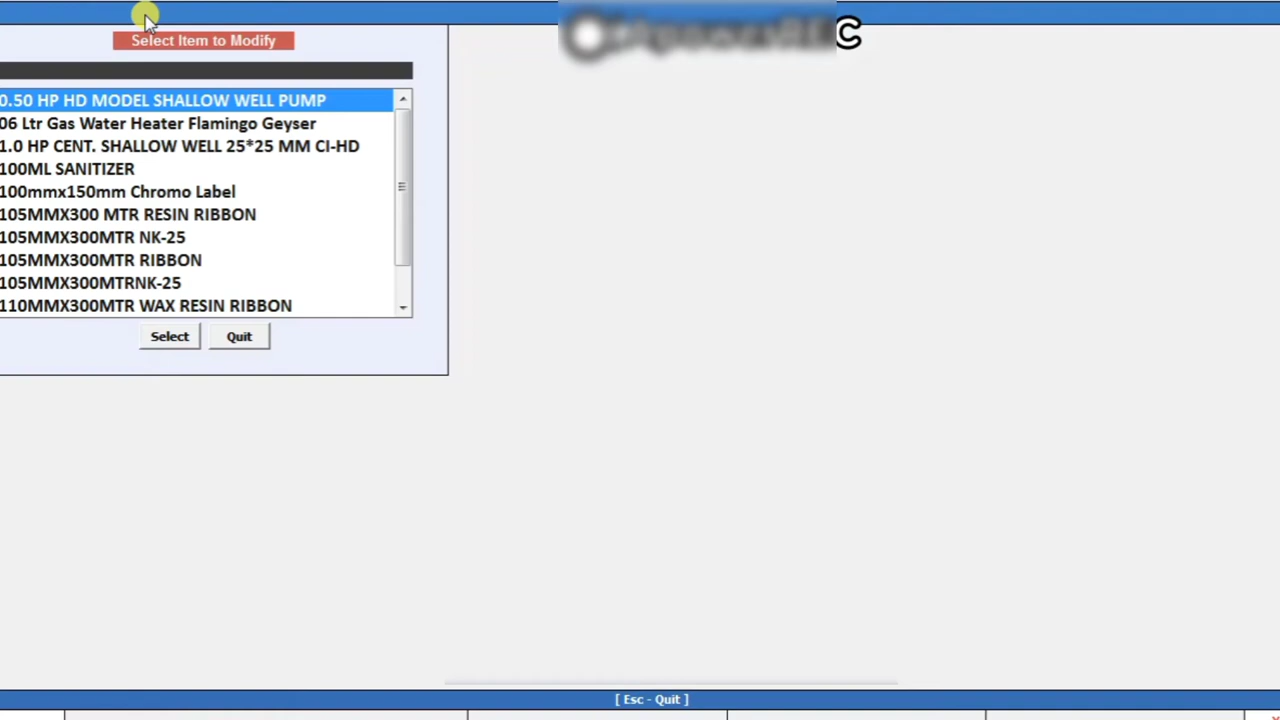 Select Item to Modify
0.50 HP HD MODEL SHALLOW WELL PUMP
06 Ltr Gas Water Heater Flamingo Geyser
1.0 HP CENT. SHALLOW WELL 25*25 MM CI-HD
100ML SANITIZER
100mmx150mm Chromo Label
105MMX300 MTR RESIN RIBBON
105MMX300MTR NK-25
105MMX300MTR RIBBON
105MMX300MTRNK-25
110MMX300MTR WAX RESIN RIBBON
Select Quit
[ Esc - Quit ]